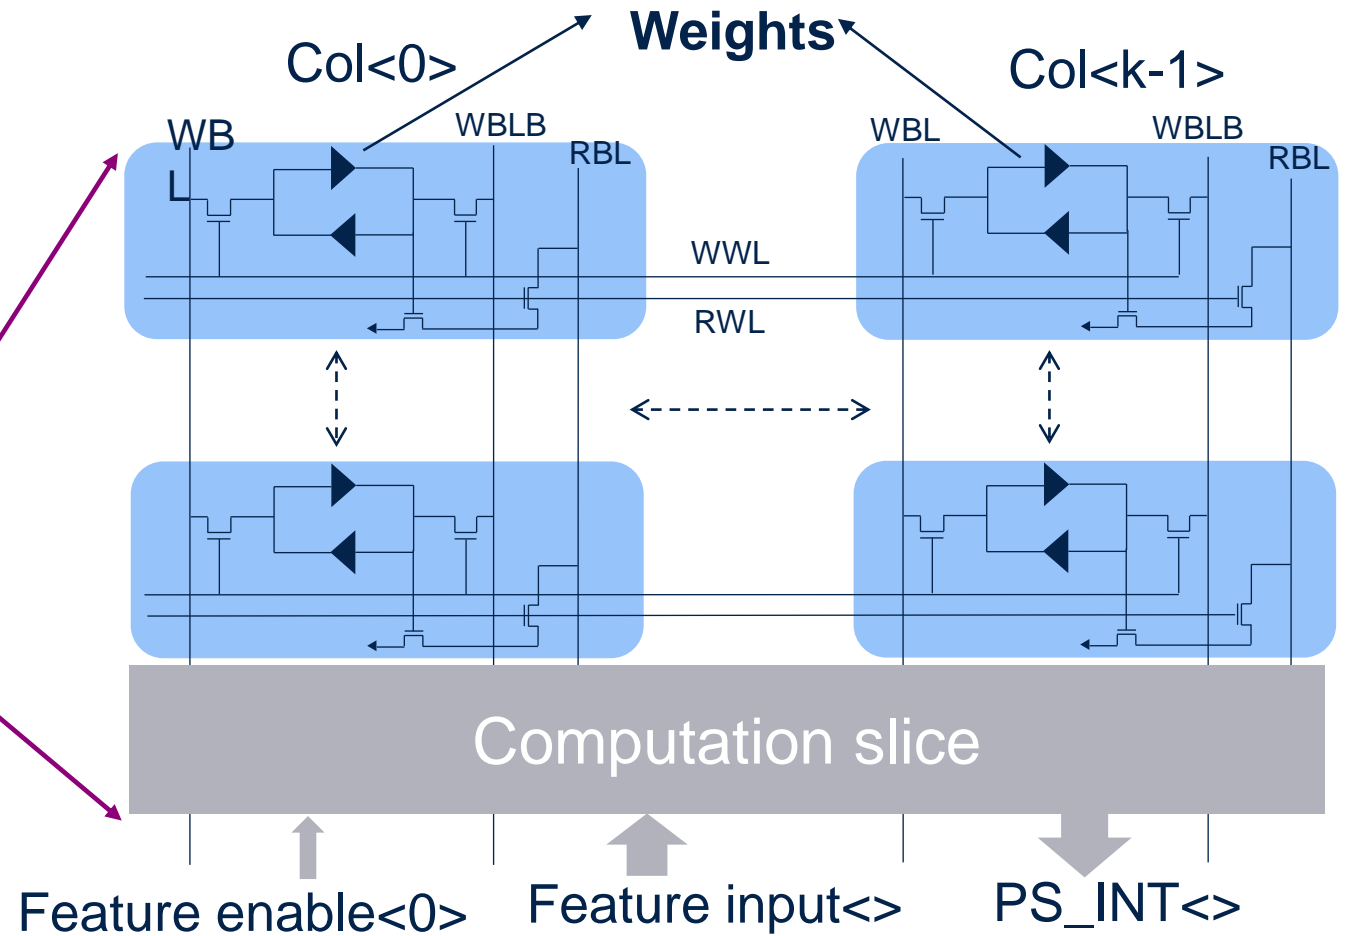 Weights
Col<0>
Col<k-1>
WB
L
WBLB
RBL
WBL
WBLB
RBL
WWL
RWL
Computation slice
Feature enable<0>
Feature input<>
PS_INT<>